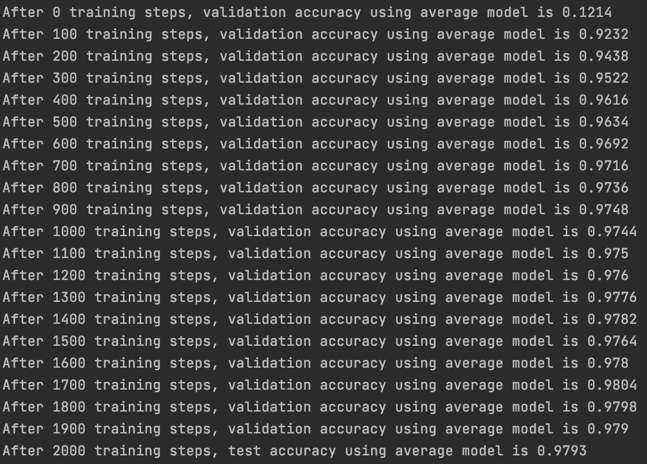 After 0 training steps, validation accuracy using average model is 0.1214
After 100 training steps, validation accuracy using average model is 0.9232
After 200 training steps, validation accuracy using average model is 0.9438
After 300 training steps, validation accuracy using average model is 0.9522
After 400 training steps, validation accuracy using average model is 0.9616
After 500 training steps, validation accuracy using average model is 0.9634
After 600 training steps, validation accuracy using average model is 0.9692
After 700 training steps, validation accuracy using average model is 0.9716
After 800 training steps, validation accuracy using average model is 0.9736
After 900 training steps, validation accuracy using average model is 0.9748
After 1000 training steps, validation accuracy using average model is 0.9744
After 1100 training steps, validation accuracy using average model is 0.975
After 1200 training steps, validation accuracy using average model is 0.976
After 1300 training steps, validation accuracy using average model is 0.9776
After 1400 training steps, validation accuracy using average model is 0.9782
After 1500 training steps, validation accuracy using average model is 0.9764
After 1600 training steps, validation accuracy using average model is 0.978
After 1700 training steps, validation accuracy using average model is 0.9804
After 1800 training steps, validation accuracy using average model is 0.9798
After 1900 training steps, validation accuracy using average model is 0.979
After 2000 training steps, test accuracy using average model is 0.9793